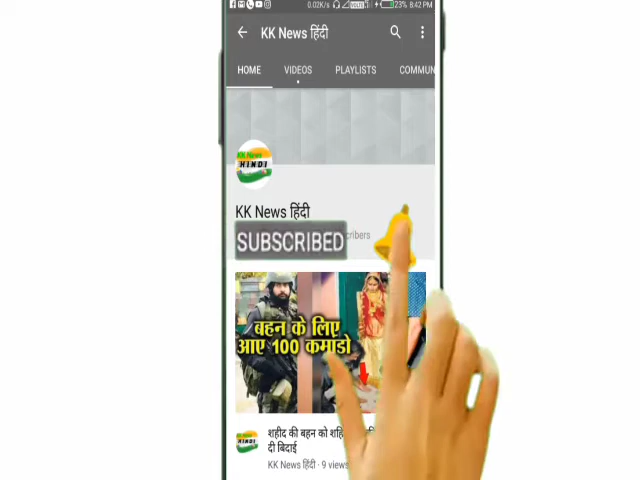 0.02K/s 23% 8:42 PM
KK News हिंदी
HOME VIDEOS PLAYLISTS COMMUN
KK News
HINDI
KK News हिंदी
SUBSCRIBED cribers
बहन के लिए
आए 100 कमांडो
HINDI
शहीद की बहन को शहि
दी बिदाई
KK News हिंदी · 9 views